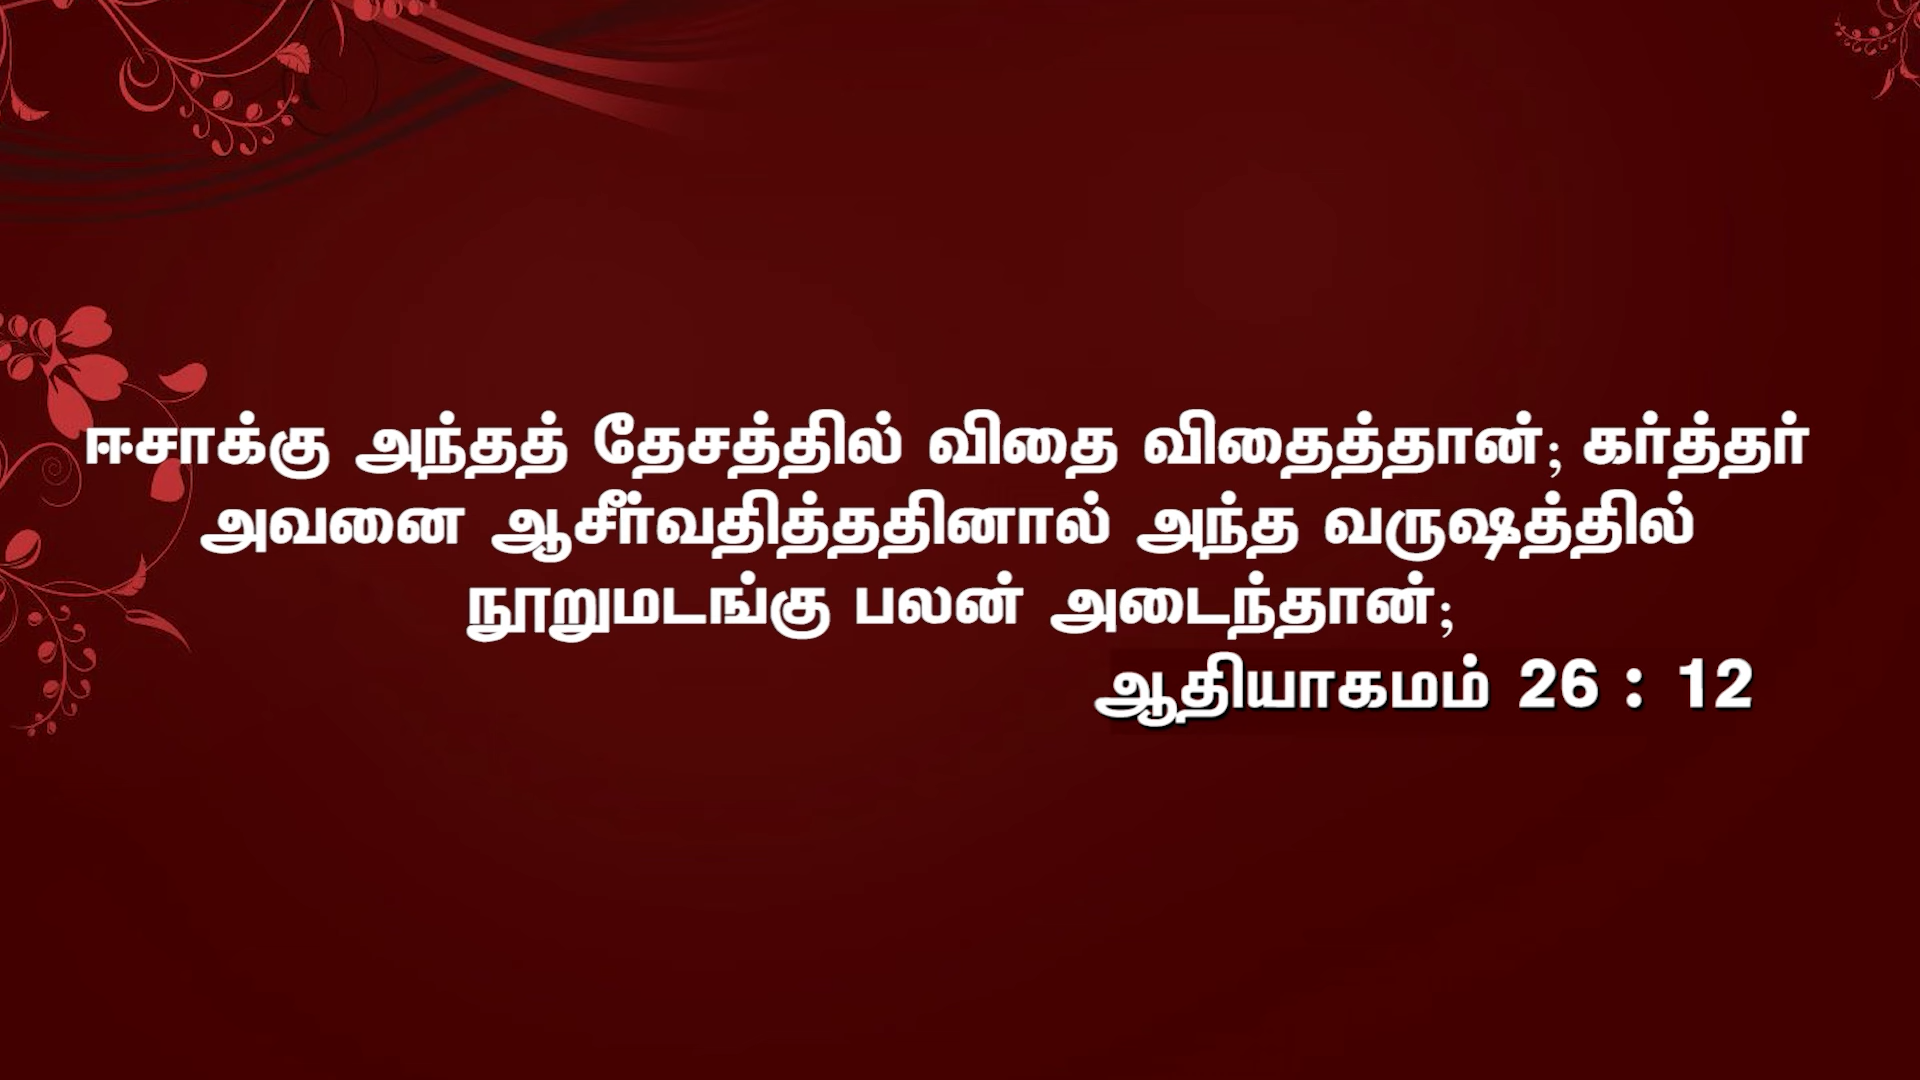 ஈசாக்கு அந்தத் தேசத்தில் விதை விதைத்தான்; கர்த்தர்
அவனை ஆசீர்வதித்ததினால் அந்த வருஷத்தில்
நூறுமடங்கு பலன் அடைந்தான்;
ஆதியாகமம் 26 : 12